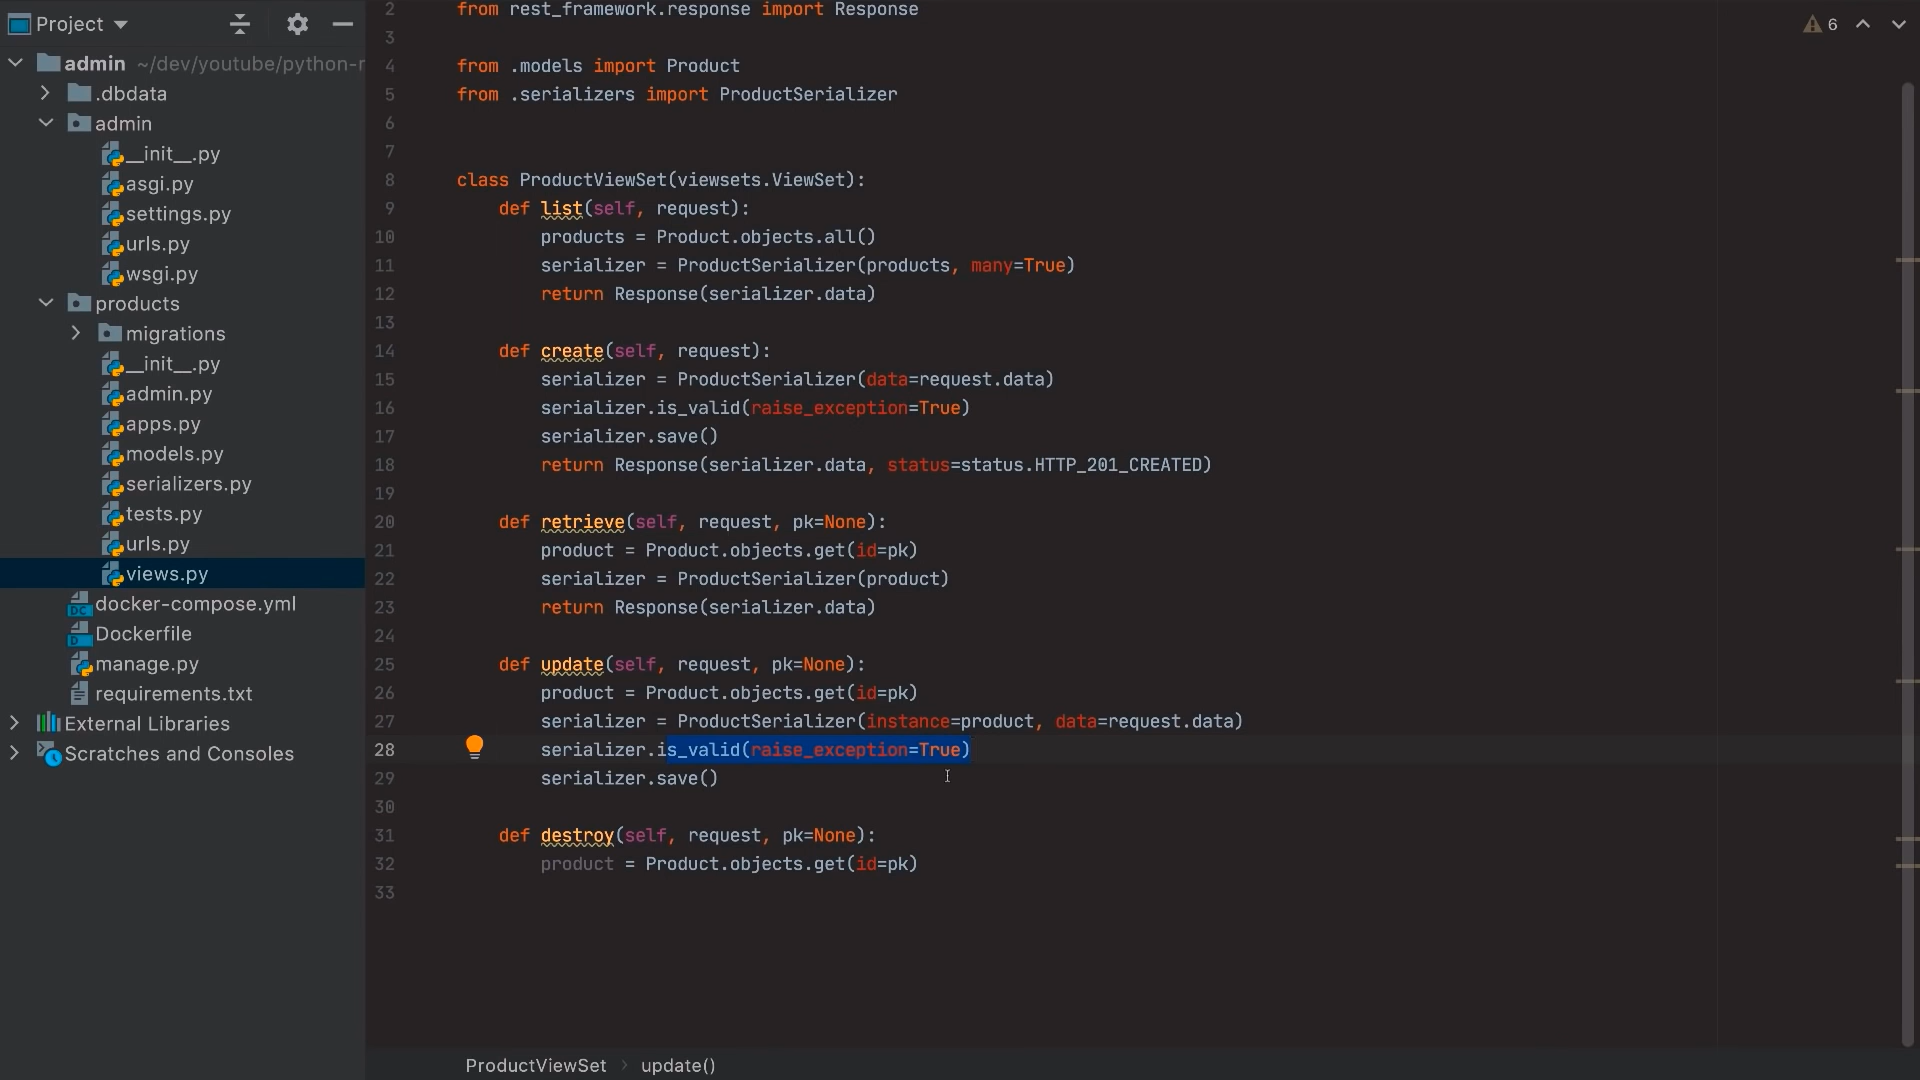 Project
admin ~/dev/youtube/python-r
.dbdata
admin
__init__.py
asgi.py
settings.py
urls.py
wsgi.py
products
migrations
__init__.py
admin.py
apps.py
models.py
serializers.py
tests.py
urls.py
views.py
docker-compose.yml
Dockerfile
manage.py
requirements.txt
External Libraries
Scratches and Consoles
6
2 from rest_framework.response import Response
3
4 from .models import Product
5 from .serializers import ProductSerializer
6
7
8 class ProductViewSet(viewsets.ViewSet):
9 def list(self, request):
10 products = Product.objects.all()
11 serializer = ProductSerializer(products, many=True)
12 return Response(serializer.data)
13
14 def create(self, request):
15 serializer = ProductSerializer(data=request.data)
16 serializer.is_valid(raise_exception=True)
17 serializer.save()
18 return Response(serializer.data, status=status.HTTP_201_CREATED)
19
20 def retrieve(self, request, pk=None):
21 product = Product.objects.get(id=pk)
22 serializer = ProductSerializer(product)
23 return Response(serializer.data)
24
25 def update(self, request, pk=None):
26 product = Product.objects.get(id=pk)
27 serializer = ProductSerializer(instance=product, data=request.data)
28 serializer.is_valid(raise_exception=True)
29 serializer.save()
30
31 def destroy(self, request, pk=None):
32 product = Product.objects.get(id=pk)
33
ProductViewSet › update()